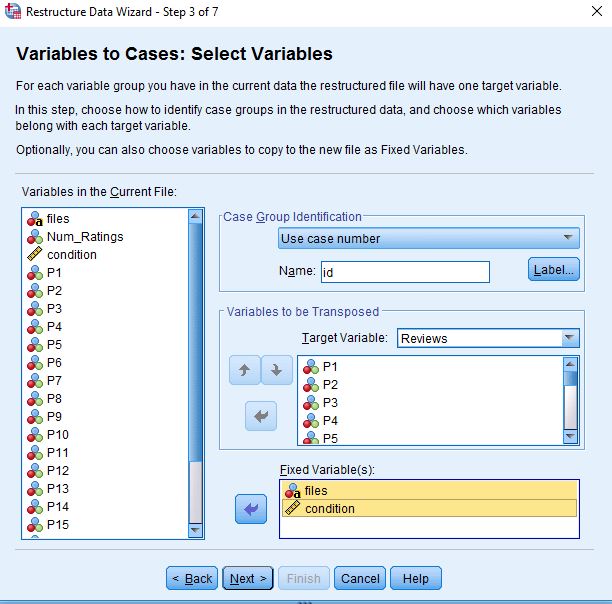 Restructure Data Wizard - Step 3 of 7
Variables to Cases: Select Variables
For each variable group you have in the current data the restructured file will have one target variable.
In this step, choose how to identify case groups in the restructured data, and choose which variables
belong with each target variable.
Optionally, you can also choose variables to copy to the new file as Fixed Variables.
Variables in the Current File:
files
Num_Ratings
condition
P1
P2
P3
P4
P5
P6
P7
P8
P9
P10
P11
P12
P13
P14
P15
Case Group Identification
Use case number
Name: id
Label...
Variables to be Transposed
Target Variable: Reviews
P1
P2
P3
P4
P5
Fixed Variable(s):
files
condition
< Back
Next >
Finish
Cancel
Help